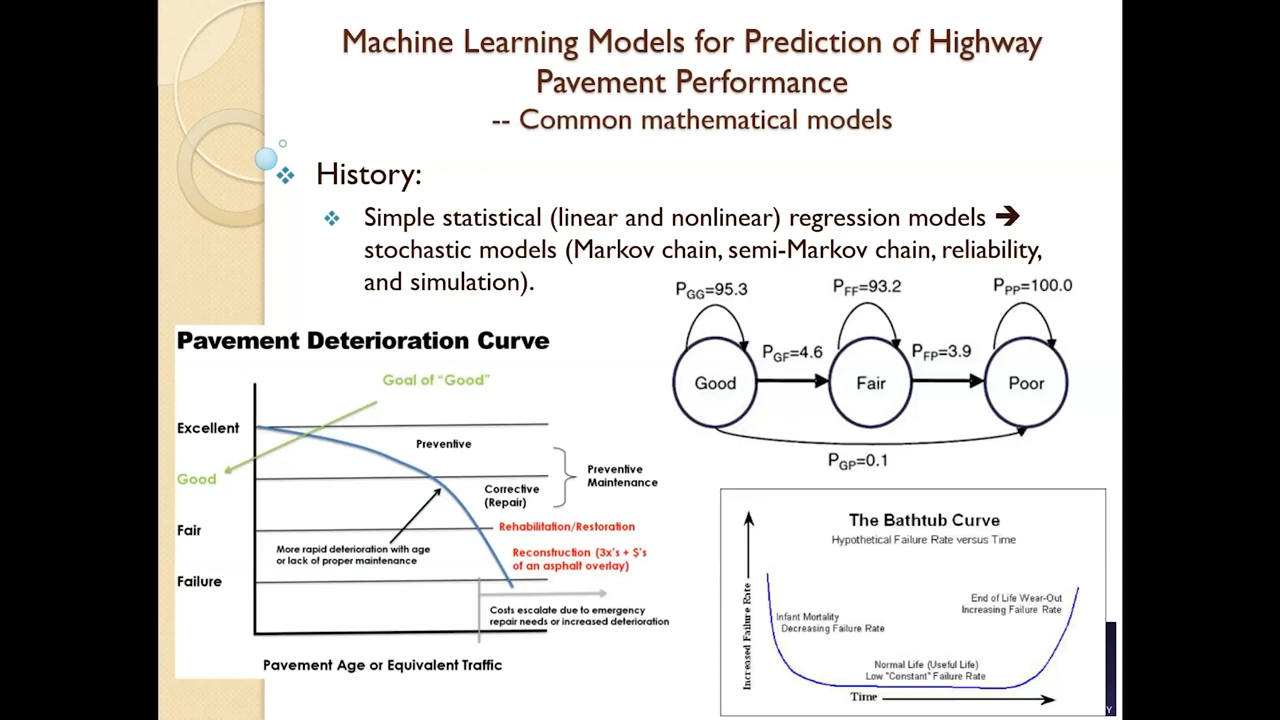 Machine Learning Models for Prediction of Highway
Pavement Performance
-- Common mathematical models
History:
Simple statistical (linear and nonlinear) regression models ➔
stochastic models (Markov chain, semi-Markov chain, reliability,
and simulation).
PGG=95.3
PFF=93.2
PPP=100.0
PGF=4.6
PFP=3.9
Good
Fair
Poor
PGP=0.1
Pavement Deterioration Curve
Goal of "Good"
Excellent
Preventive
Good
Preventive
Maintenance
Corrective
(Repair)
Fair
Rehabilitation/Restoration
More rapid deterioration with age
or lack of proper maintenance
Reconstruction (3x's + $'s
of an asphalt overlay)
Failure
Costs escalate due to emergency
repair needs or increased deterioration
Pavement Age or Equivalent Traffic
The Bathtub Curve
Hypothetical Failure Rate versus Time
Increased Failure Rate
Infant Mortality
Decreasing Failure Rate
End of Life Wear-Out
Increasing Failure Rate
Normal Life (Useful Life)
Low "Constant" Failure Rate
Time
Y